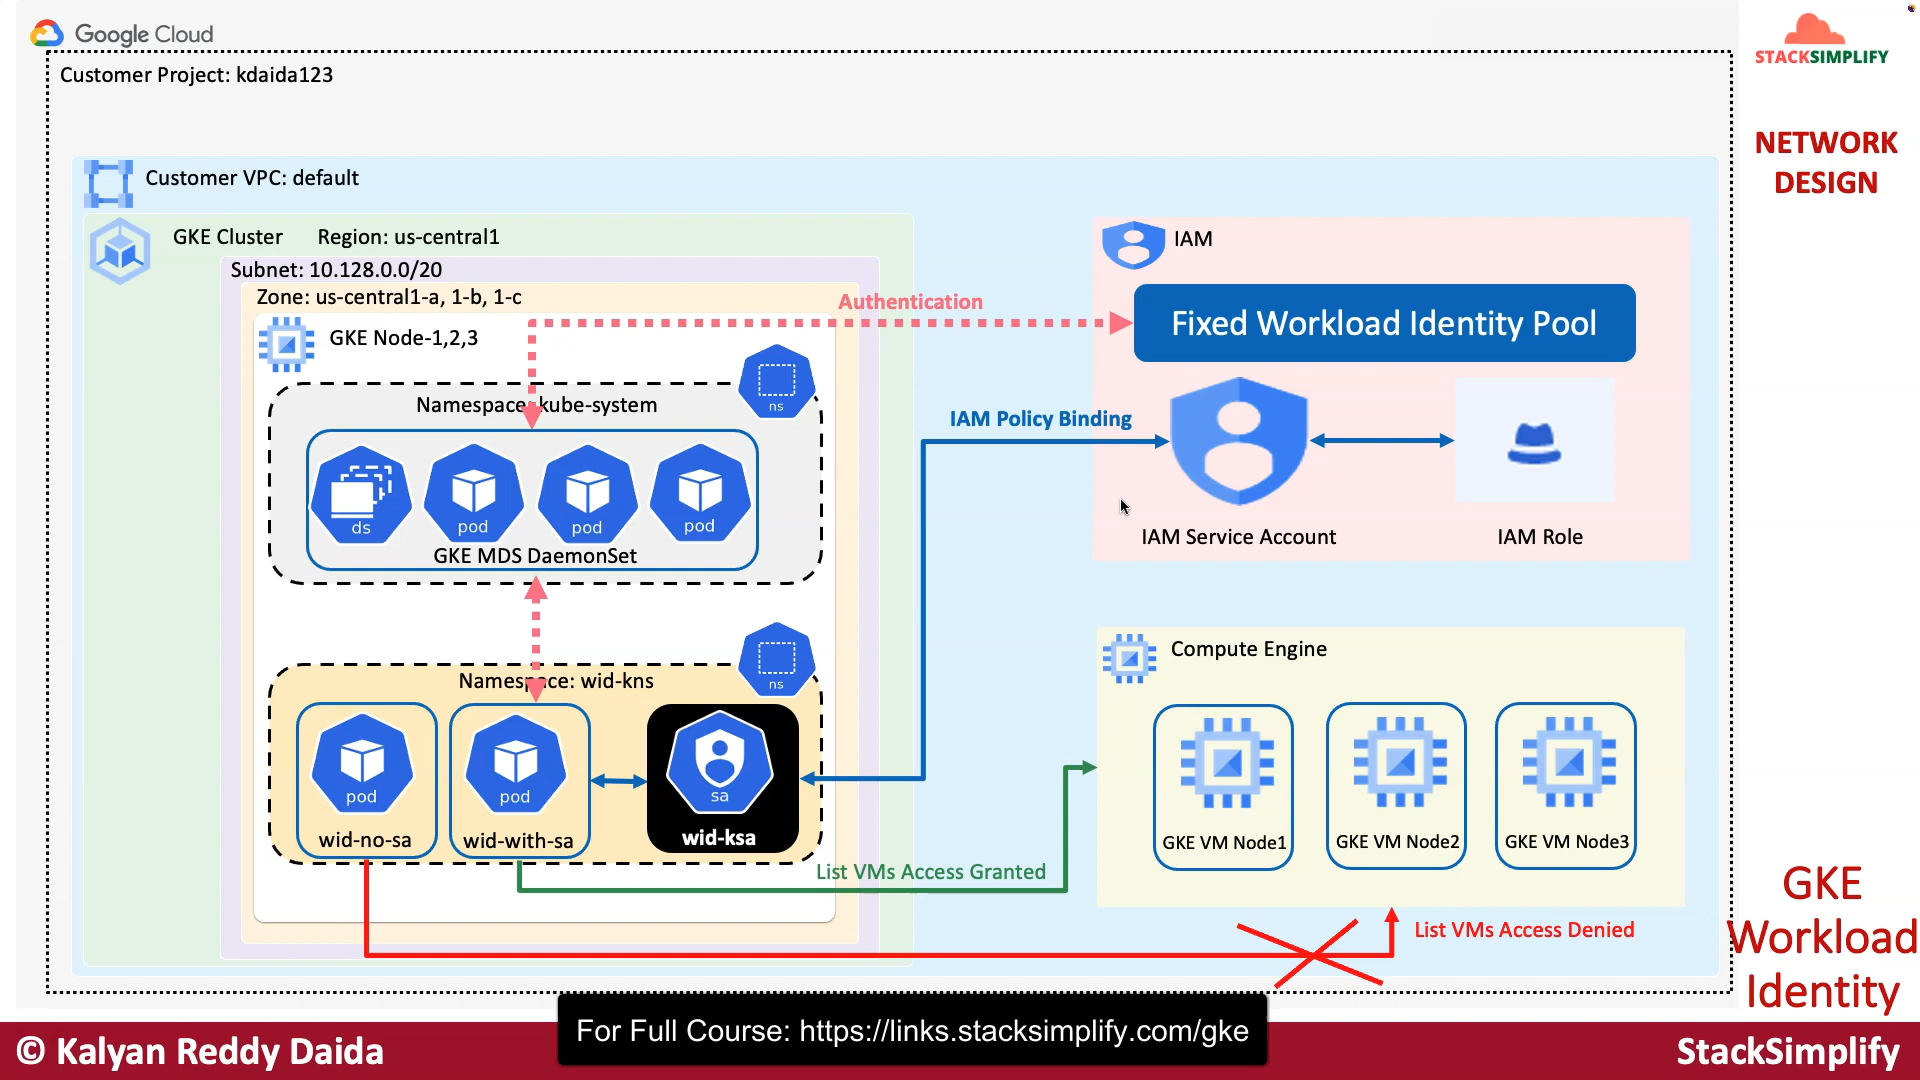 Google Cloud
STACKSIMPLIFY
Customer Project: kdaida123
NETWORK
DESIGN
Customer VPC: default
GKE Cluster
Region: us-central1
IAM
Subnet: 10.128.0.0/20
Zone: us-central1-a, 1-b, 1-c
Authentication
Fixed Workload Identity Pool
GKE Node-1,2,3
ns
Namespace: kube-system
IAM Policy Binding
ds
pod
pod
pod
GKE MDS DaemonSet
IAM Service Account
IAM Role
ns
Namespace: wid-kns
Compute Engine
pod
pod
sa
wid-no-sa
wid-with-sa
wid-ksa
GKE VM Node1
GKE VM Node2
GKE VM Node3
List VMs Access Granted
List VMs Access Denied
GKE
Workload
Identity
For Full Course: https://links.stacksimplify.com/gke
© Kalyan Reddy Daida
StackSimplify